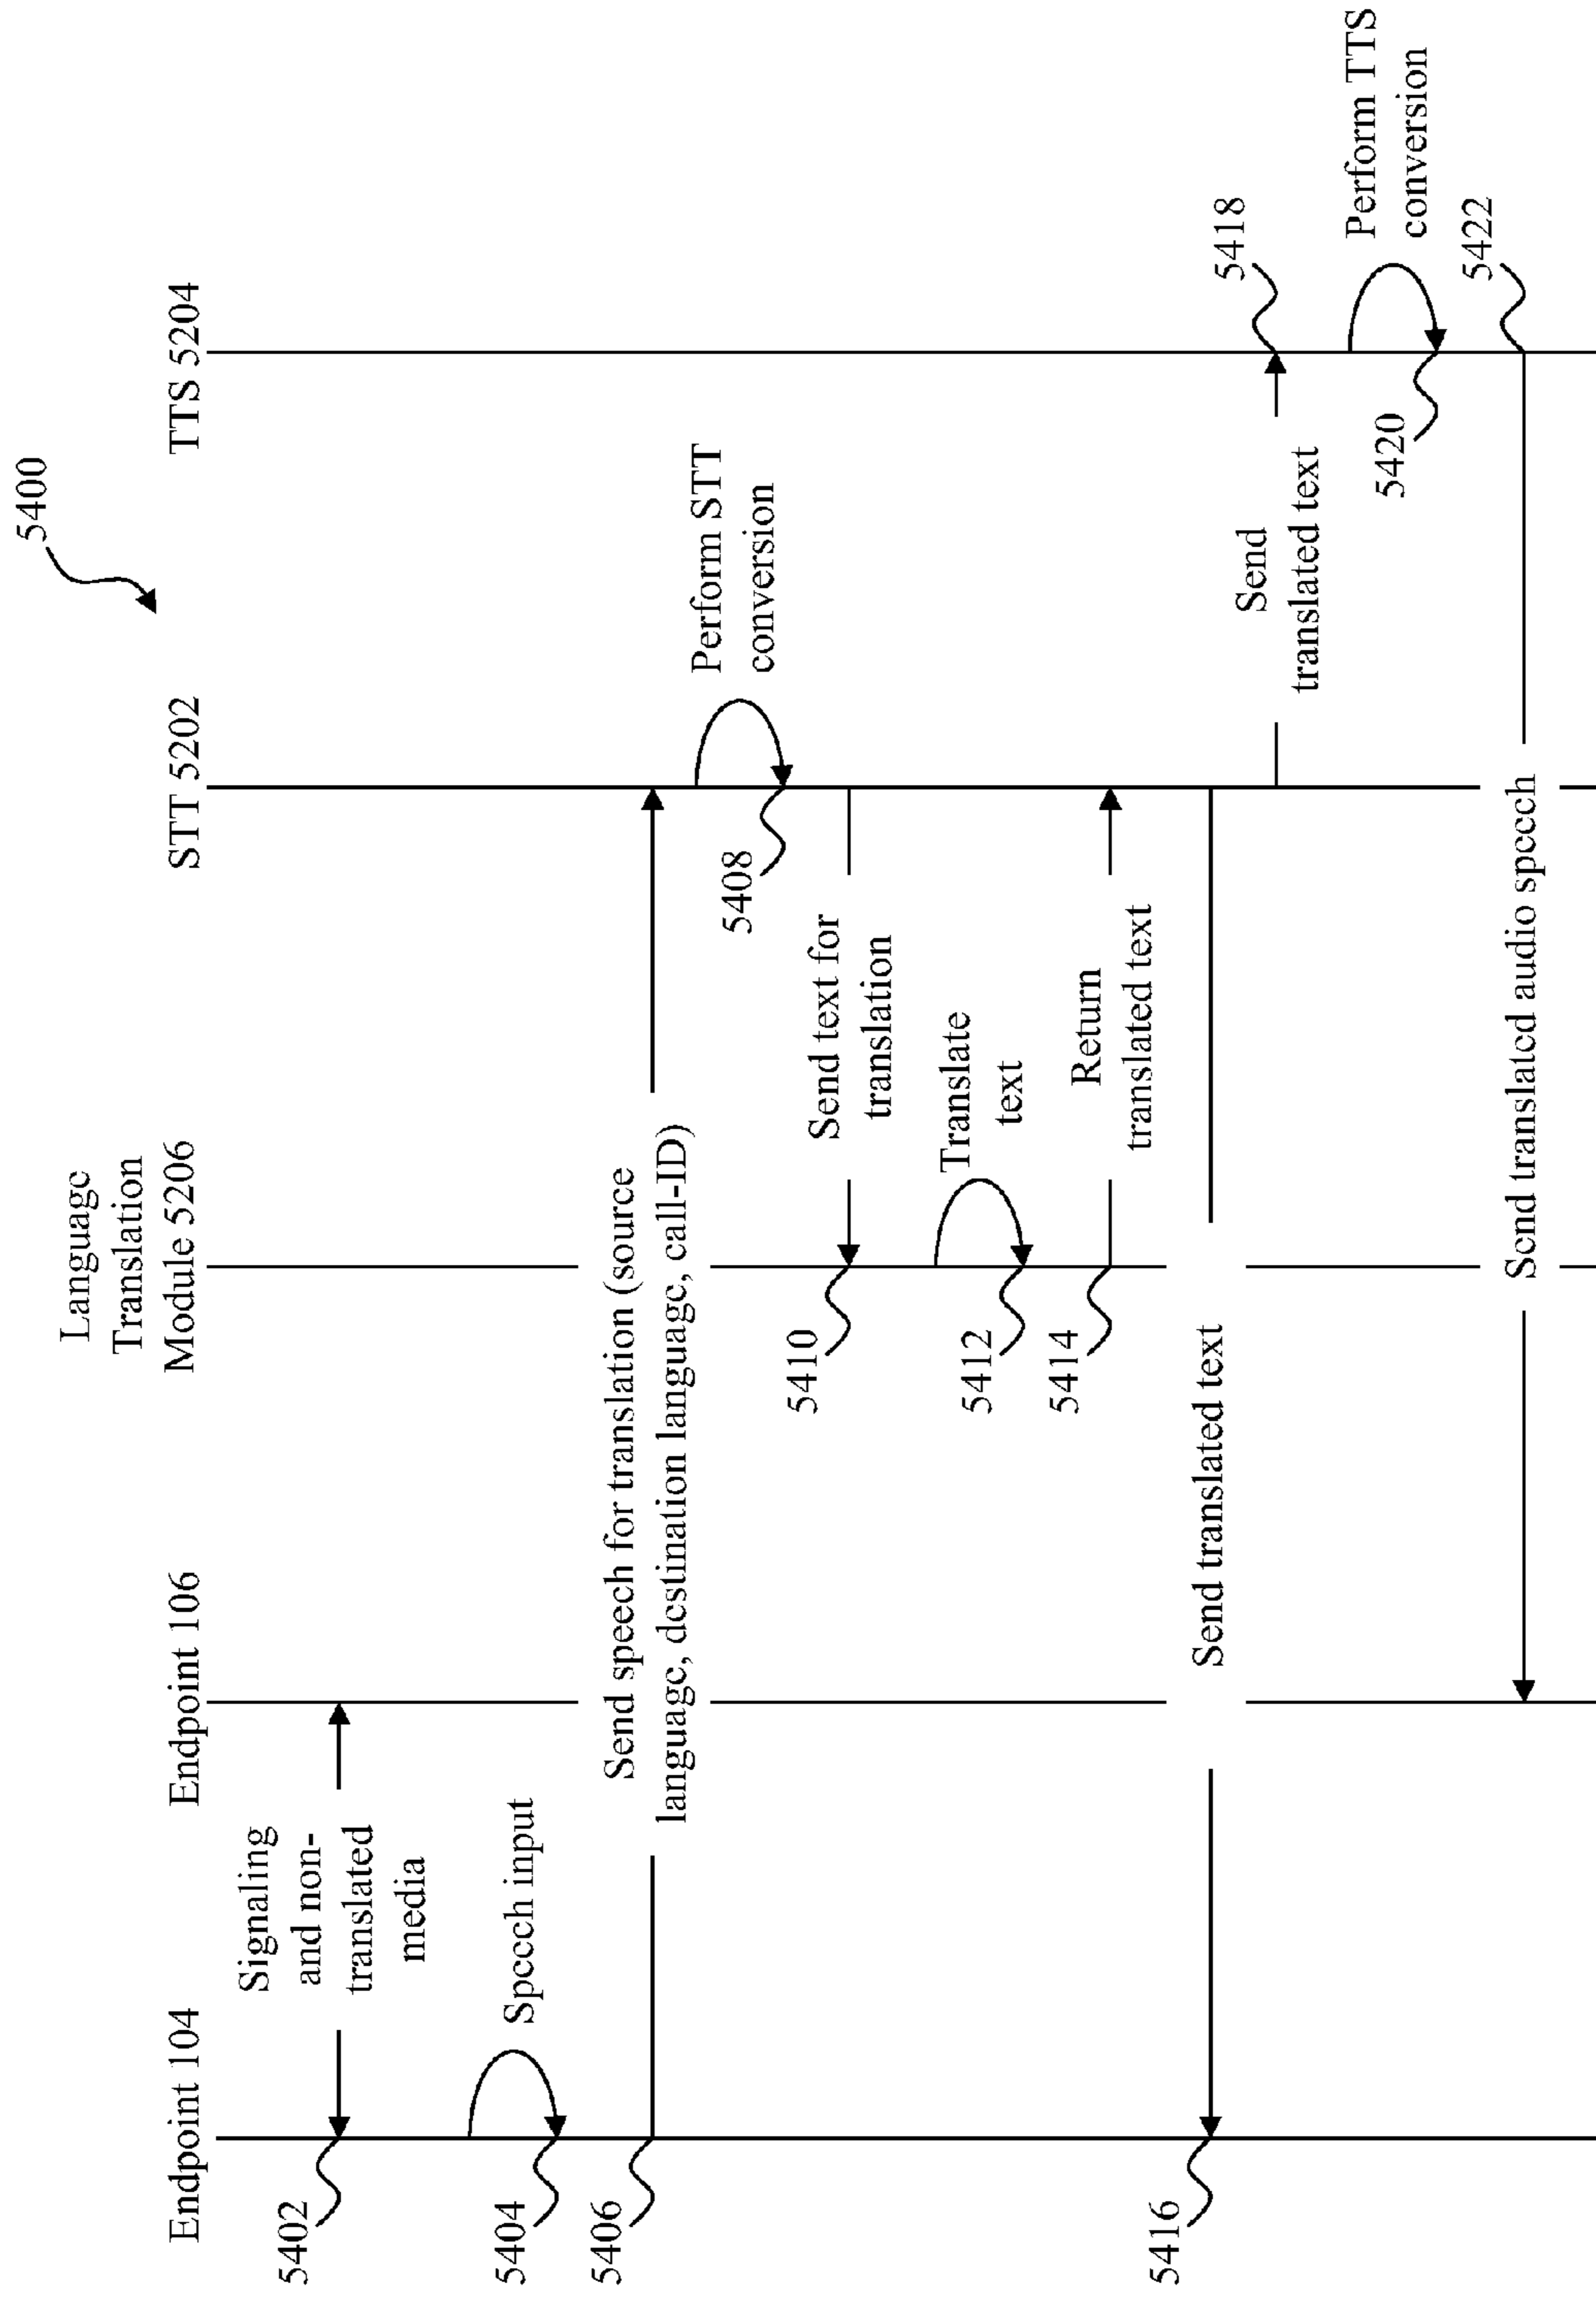 5400
Endpoint 104
Endpoint 106
Language
Translation
Module 5206
STT 5202
TTS 5204
5402
Signaling
and non-
translated
media
5404
Speech input
5406
Send speech for translation (source
language, destination language, call-ID)
Perform STT
conversion
5408
Send text for
translation
5410
Translate
text
5412
Return
translated text
5414
Send translated text
5416
Send
translated text
5418
Perform TTS
conversion
5420
5422
Send translated audio speech